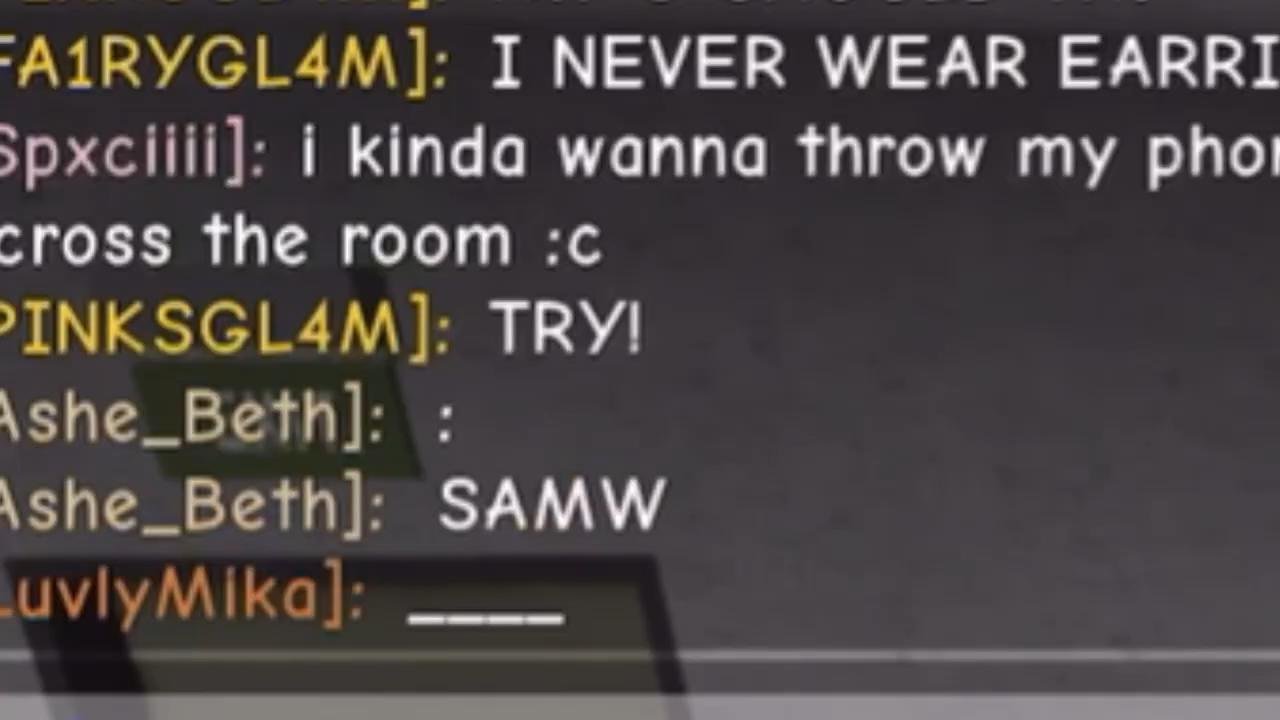 FA1RYGL4M]: I NEVER WEAR EARRI
Spxciiii]: i kinda wanna throw my phon
cross the room :c
PINKSGL4M]: TRY!
Ashe_Beth]: :
Ashe_Beth]: SAMW
LuvlyMika]: ____